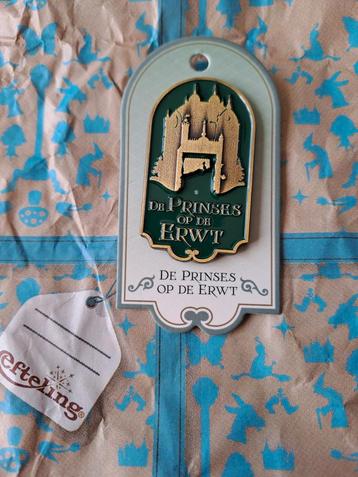 De Prinses
op de
Erwt
De Prinses
op de Erwt
efteling